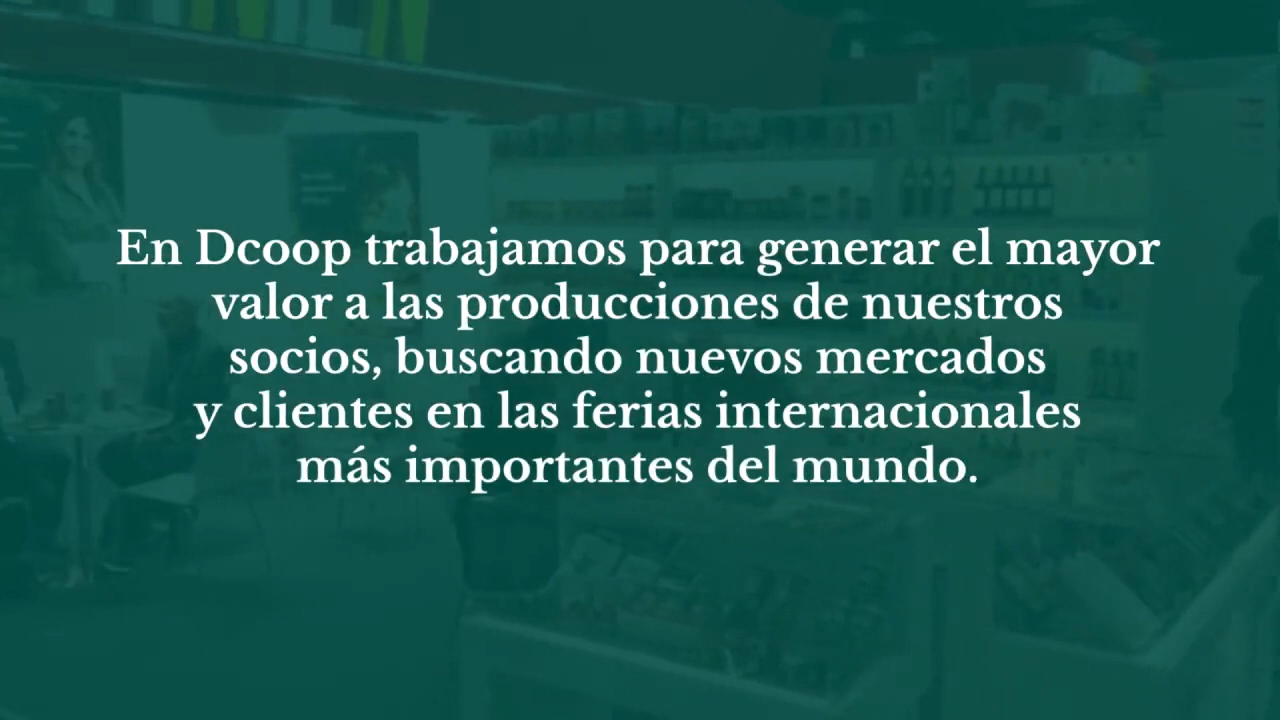 En Dcoop trabajamos para generar el mayor
valor a las producciones de nuestros
socios, buscando nuevos mercados
y clientes en las ferias internacionales
más importantes del mundo.